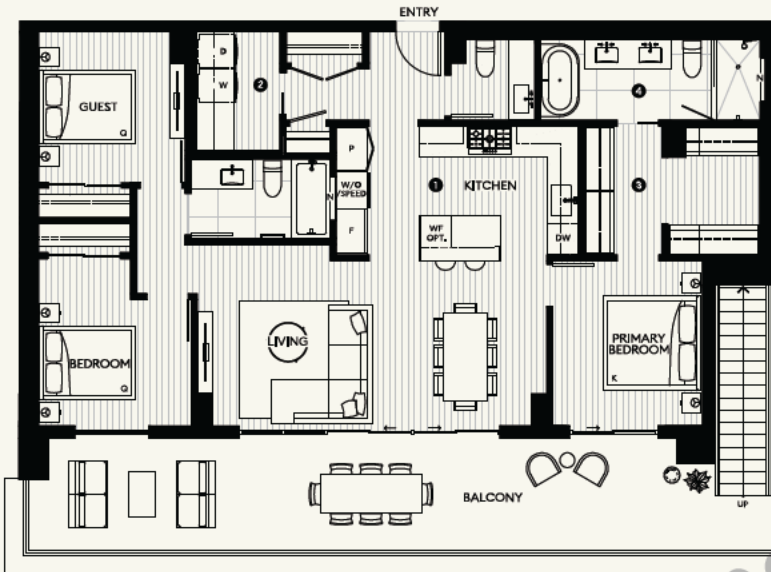 ENTRY
D
W
2
4
GUEST
Q
P
W/O
/SPEED
F
N
N
1
KITCHEN
3
WF
OPT.
DW
LIVING
BEDROOM
Q
PRIMARY
BEDROOM
K
BALCONY
UP